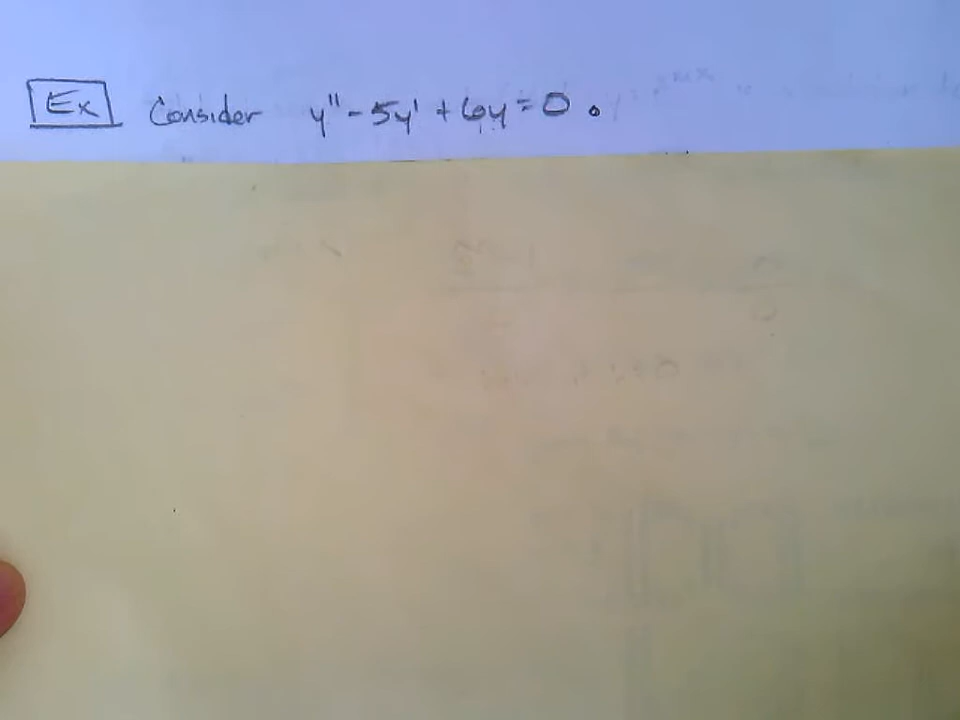 Ex Consider y'' - 5y' + 6y = 0.